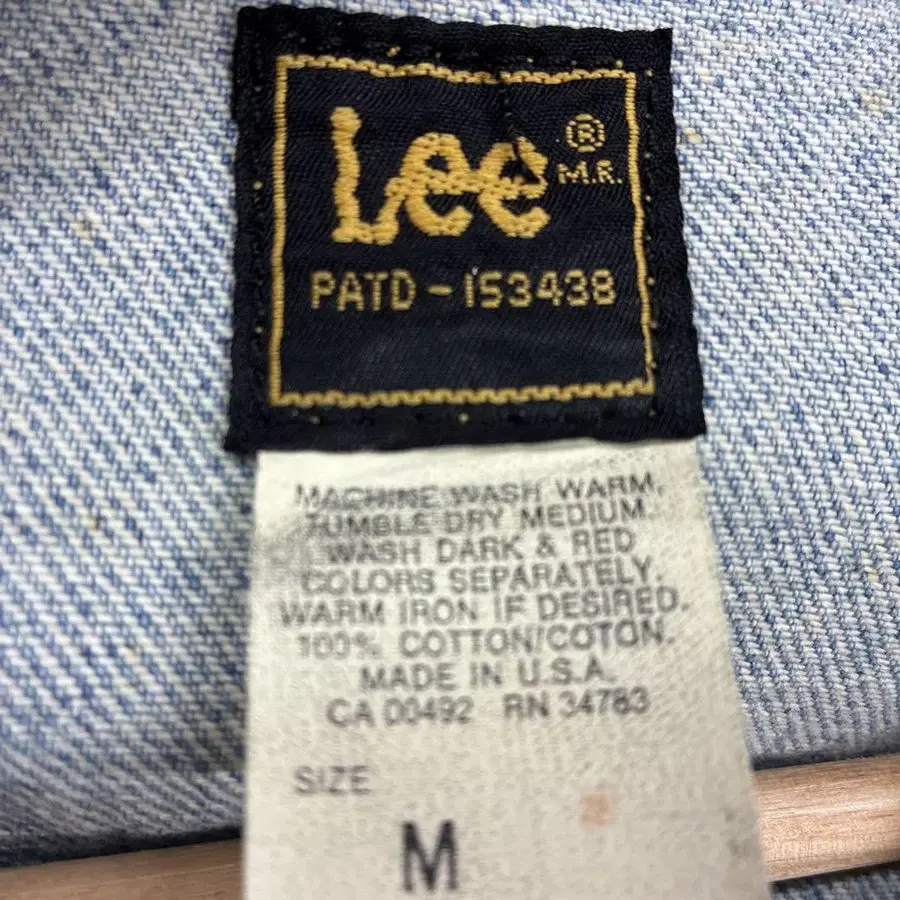 Lee ®
M.R.
PATD - 153438
MACHINE WASH WARM.
TUMBLE DRY MEDIUM.
WASH DARK & RED
COLORS SEPARATELY.
WARM IRON IF DESIRED.
100% COTTON/COTON.
MADE IN U.S.A.
CA 00492 RN 34783
SIZE
M